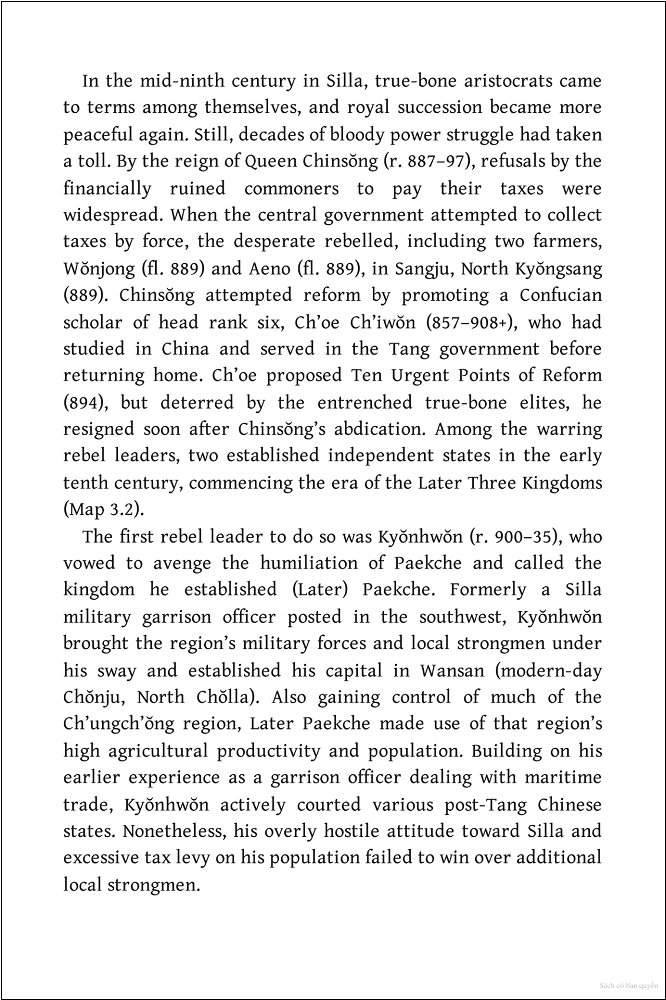 In the mid-ninth century in Silla, true-bone aristocrats came
to terms among themselves, and royal succession became more
peaceful again. Still, decades of bloody power struggle had taken
a toll. By the reign of Queen Chinsŏng (r. 887–97), refusals by the
financially ruined commoners to pay their taxes were
widespread. When the central government attempted to collect
taxes by force, the desperate rebelled, including two farmers,
Wŏnjong (fl. 889) and Aeno (fl. 889), in Sangju, North Kyŏngsang
(889). Chinsŏng attempted reform by promoting a Confucian
scholar of head rank six, Ch’oe Ch’iwŏn (857–908+), who had
studied in China and served in the Tang government before
returning home. Ch’oe proposed Ten Urgent Points of Reform
(894), but deterred by the entrenched true-bone elites, he
resigned soon after Chinsŏng’s abdication. Among the warring
rebel leaders, two established independent states in the early
tenth century, commencing the era of the Later Three Kingdoms
(Map 3.2).
The first rebel leader to do so was Kyŏnhwŏn (r. 900–35), who
vowed to avenge the humiliation of Paekche and called the
kingdom he established (Later) Paekche. Formerly a Silla
military garrison officer posted in the southwest, Kyŏnhwŏn
brought the region’s military forces and local strongmen under
his sway and established his capital in Wansan (modern-day
Chŏnju, North Chŏlla). Also gaining control of much of the
Ch’ungch’ŏng region, Later Paekche made use of that region’s
high agricultural productivity and population. Building on his
earlier experience as a garrison officer dealing with maritime
trade, Kyŏnhwŏn actively courted various post-Tang Chinese
states. Nonetheless, his overly hostile attitude toward Silla and
excessive tax levy on his population failed to win over additional
local strongmen.
Sách có bản quyền